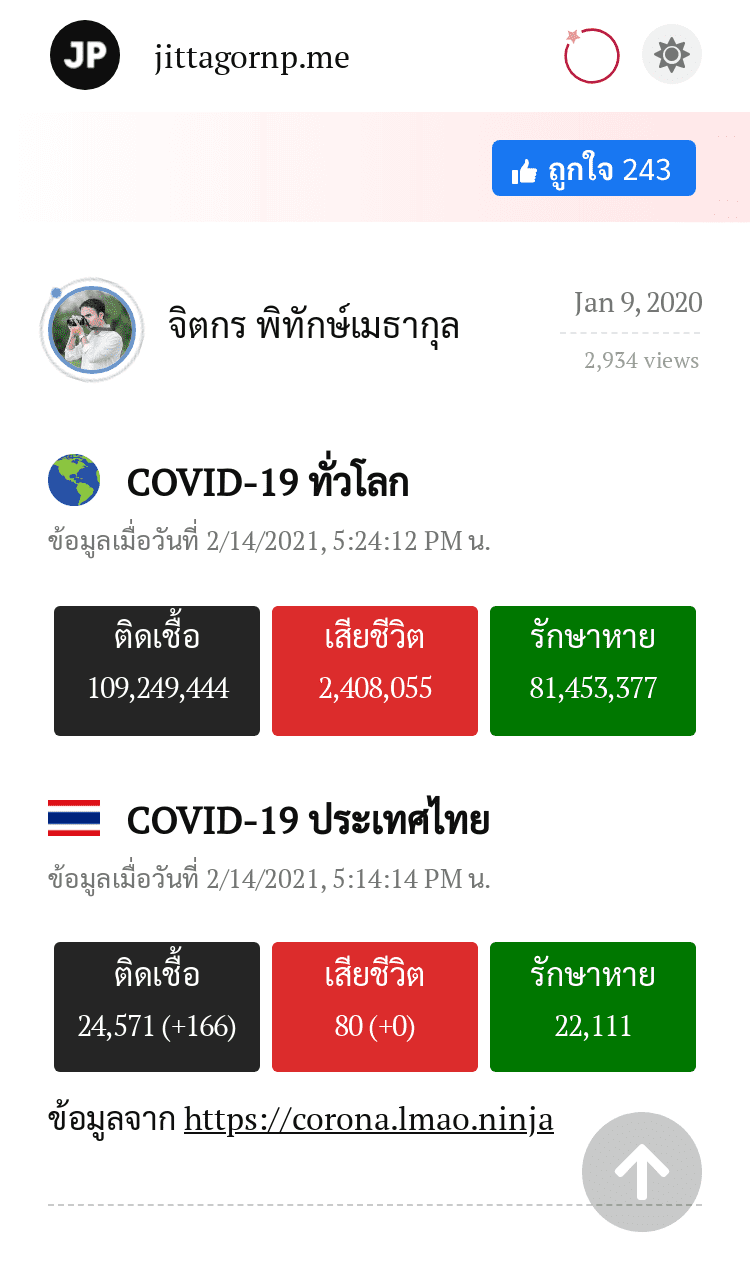 JP jittagornp.me
ถูกใจ 243
จิตกร พิทักษ์เมธากุล
Jan 9, 2020
2,934 views
COVID-19 ทั่วโลก
ข้อมูลเมื่อวันที่ 2/14/2021, 5:24:12 PM น.
ติดเชื้อ เสียชีวิต รักษาหาย
109,249,444 2,408,055 81,453,377
COVID-19 ประเทศไทย
ข้อมูลเมื่อวันที่ 2/14/2021, 5:14:14 PM น.
ติดเชื้อ เสียชีวิต รักษาหาย
24,571 (+166) 80 (+0) 22,111
ข้อมูลจาก https://corona.lmao.ninja